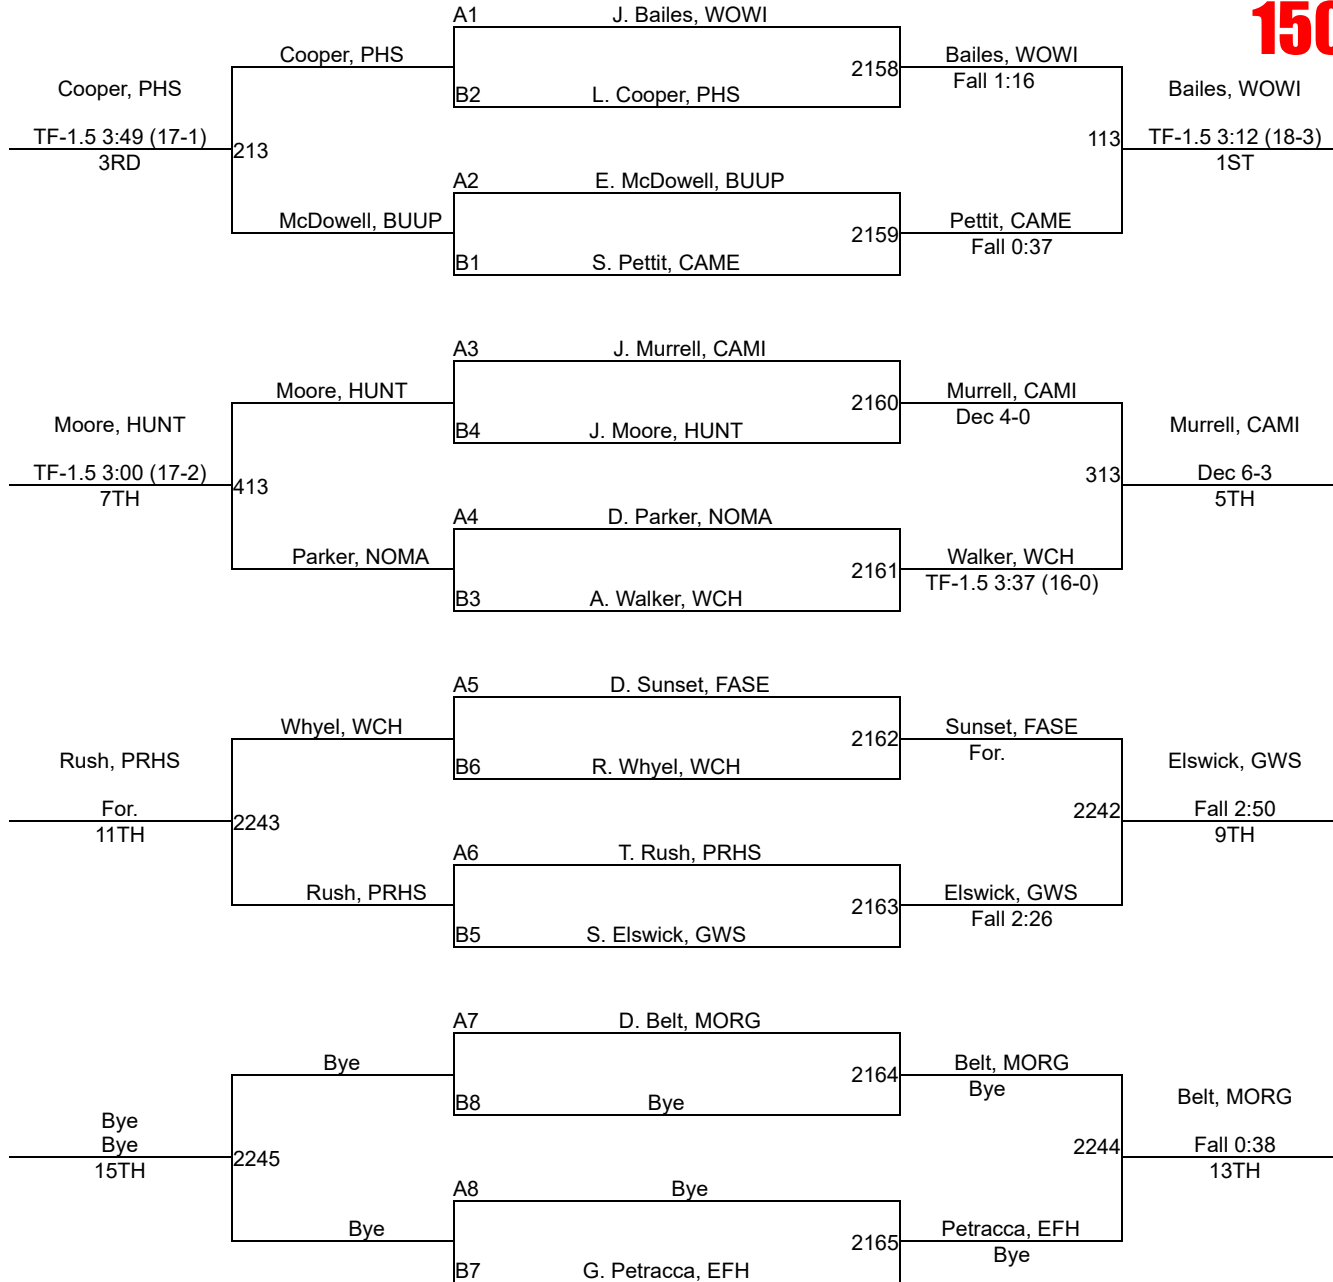 A1 J. Bailes, WOWI
150
Cooper, PHS
2158
Bailes, WOWI
Cooper, PHS
B2 L. Cooper, PHS
Fall 1:16
Bailes, WOWI
TF-1.5 3:49 (17-1)
213
3RD
113
TF-1.5 3:12 (18-3)
1ST
A2 E. McDowell, BUUP
McDowell, BUUP
2159
Pettit, CAME
Fall 0:37
B1 S. Pettit, CAME
A3 J. Murrell, CAMI
Moore, HUNT
2160
Murrell, CAMI
Dec 4-0
Moore, HUNT
B4 J. Moore, HUNT
Murrell, CAMI
TF-1.5 3:00 (17-2)
413
7TH
313
Dec 6-3
5TH
A4 D. Parker, NOMA
Parker, NOMA
2161
Walker, WCH
TF-1.5 3:37 (16-0)
B3 A. Walker, WCH
A5 D. Sunset, FASE
Whyel, WCH
2162
Sunset, FASE
For.
Rush, PRHS
B6 R. Whyel, WCH
Elswick, GWS
For.
2243
11TH
2242
Fall 2:50
9TH
A6 T. Rush, PRHS
Rush, PRHS
2163
Elswick, GWS
Fall 2:26
B5 S. Elswick, GWS
A7 D. Belt, MORG
Bye
2164
Belt, MORG
Bye
B8 Bye
Belt, MORG
Bye
Bye
2245
15TH
2244
Fall 0:38
13TH
A8 Bye
Bye
2165
Petracca, EFH
Bye
B7 G. Petracca, EFH